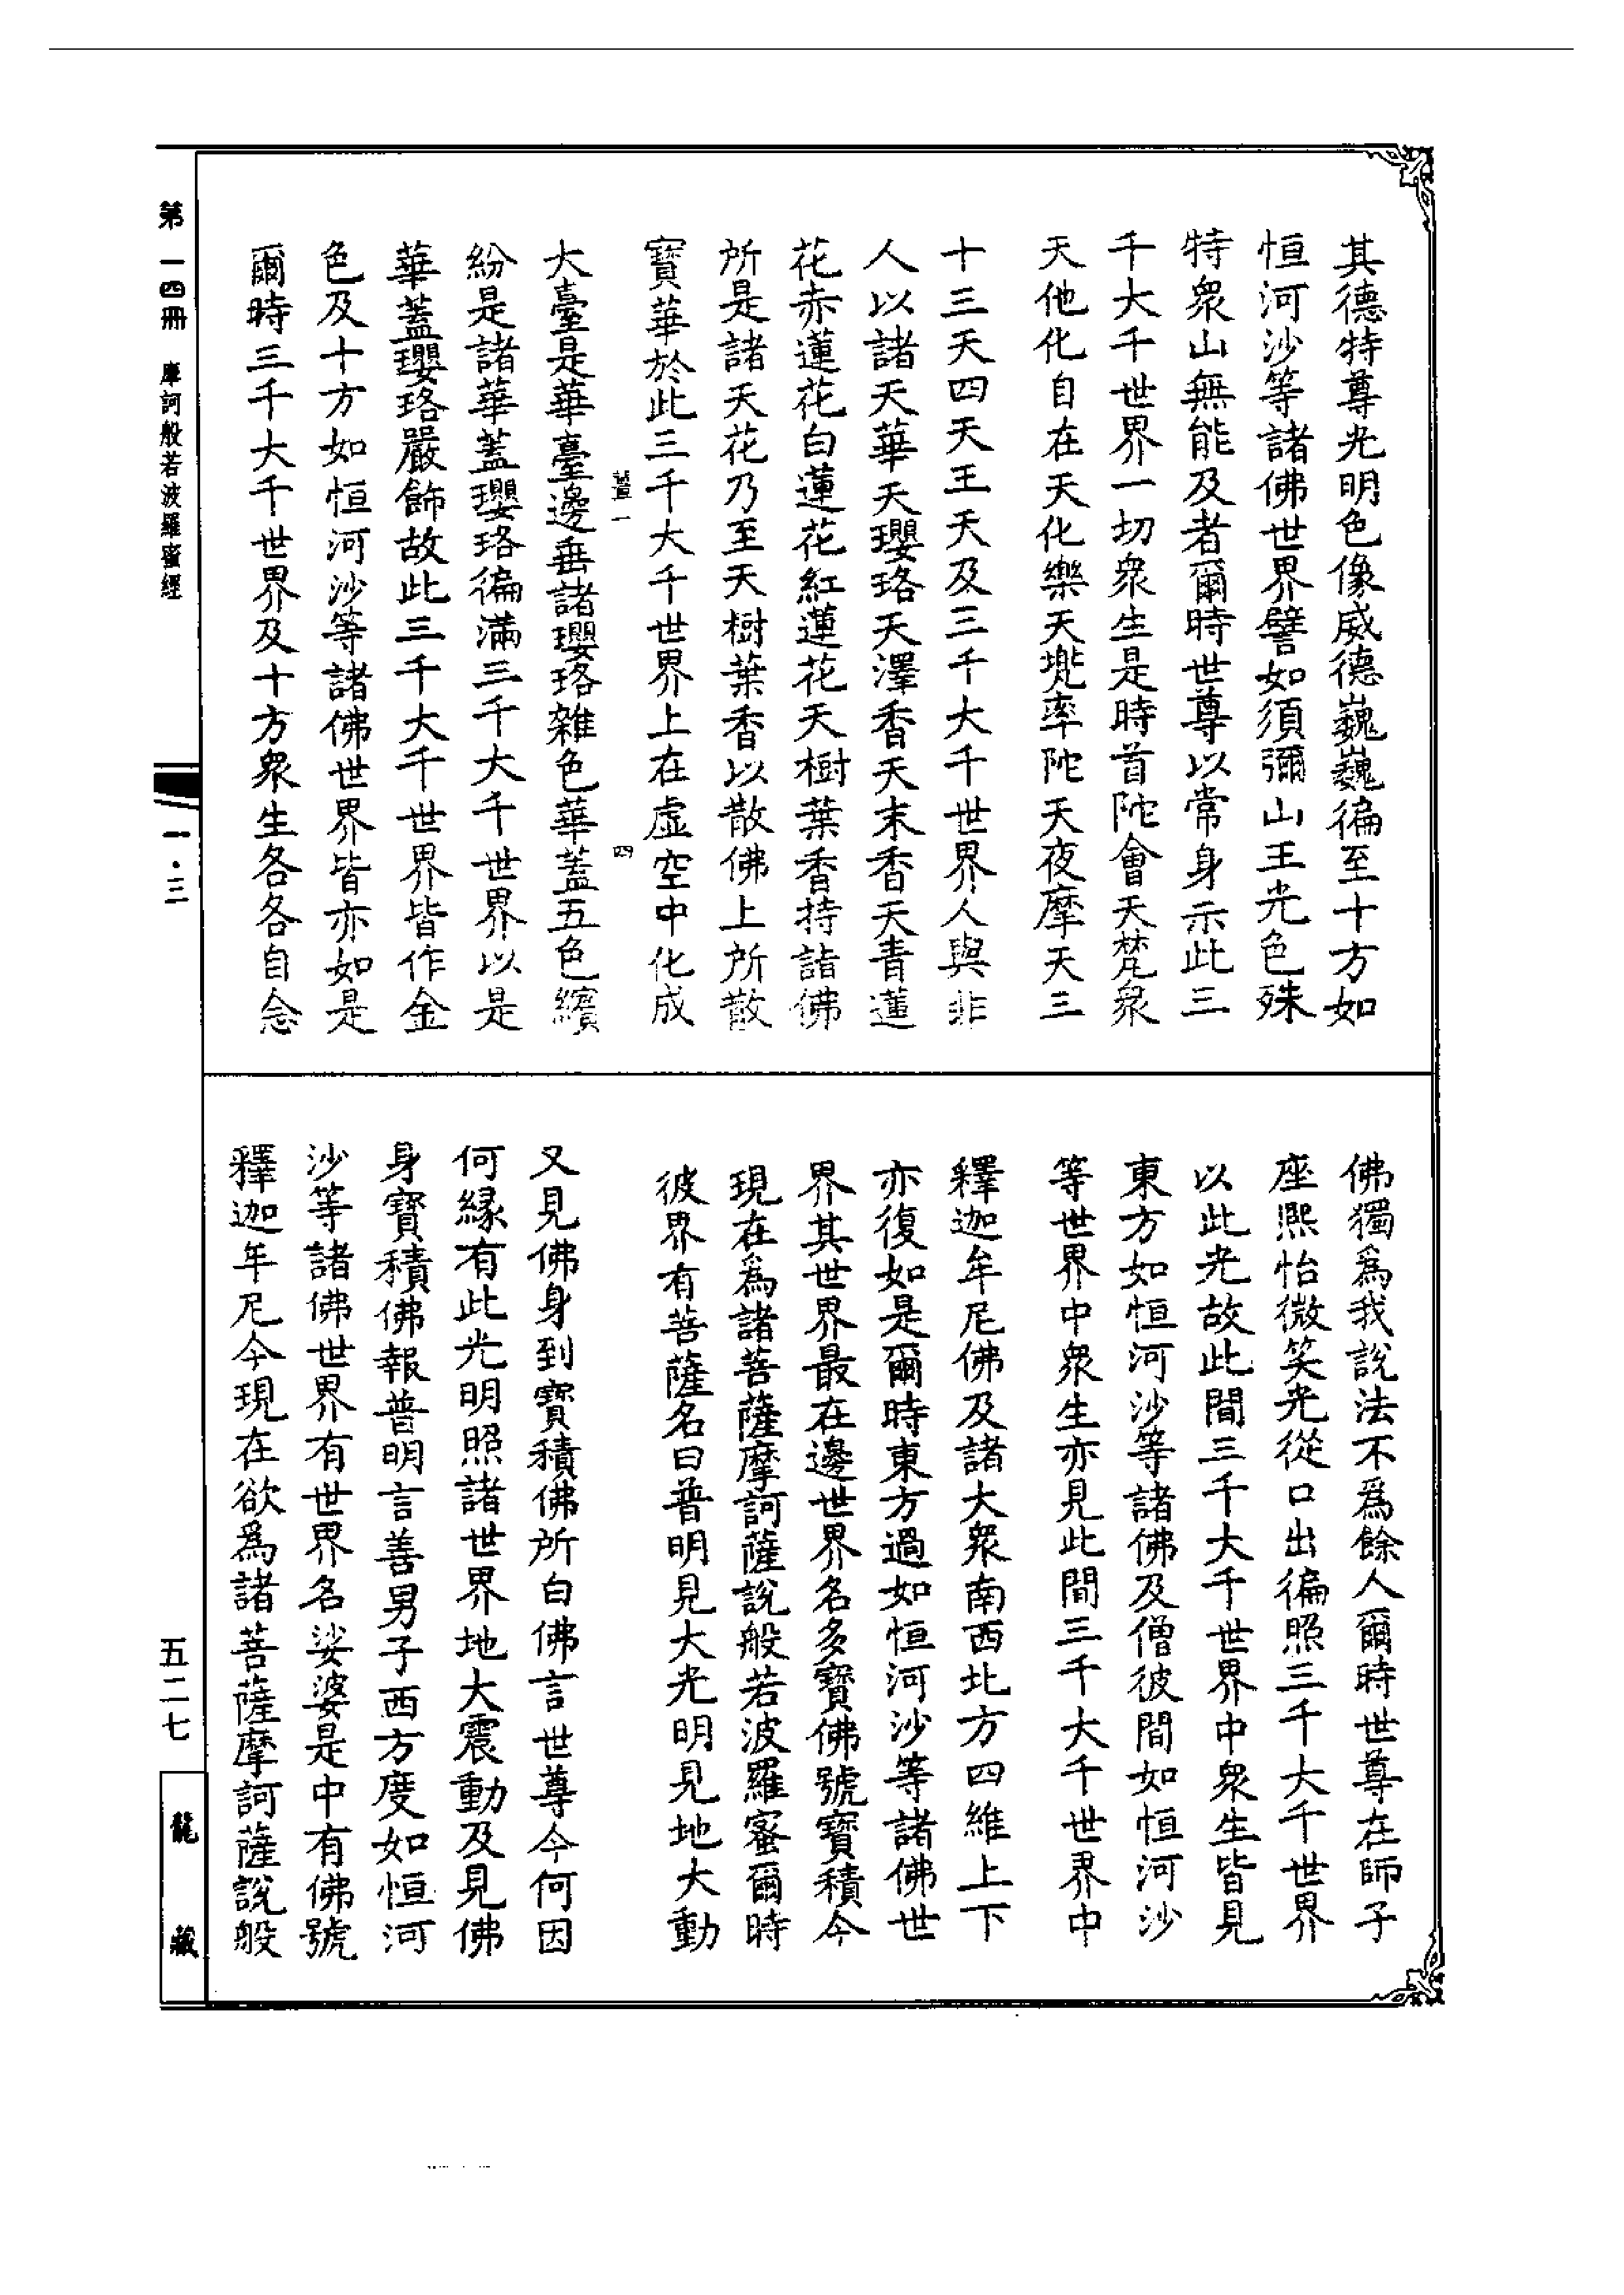 其德特尊光明色像威德巍巍徧至十方如
恒河沙等諸佛世界譬如須彌山王光色殊
特衆山無能及者爾時世尊以常身示此三
千大千世界一切衆生是時首陀會天梵衆
天他化自在天化樂天兠率陀天夜摩天三
十三天四天王天及三千大千世界人與非
人以諸天華天瓔珞天澤香天末香天青蓮
花赤蓮花白蓮花紅蓮花天樹葉香持詣佛
所是諸天花乃至天樹葉香以散佛上所散
寶華於此三千大千世界上在虛空中化成
一 四
大臺是華臺邊垂諸瓔珞雜色華蓋五色繽
紛是諸華蓋瓔珞徧滿三千大千世界以是
華蓋瓔珞嚴飾故此三千大千世界皆作金
色及十方如恒河沙等諸佛世界皆亦如是
爾時三千大千世界及十方衆生各各自念
佛獨爲我說法不爲餘人爾時世尊在師子
座熈怡微笑光從口出徧照三千大千世界
以此光故此間三千大千世界中衆生皆見
東方如恒河沙等諸佛及僧彼間如恒河沙
等世界中衆生亦見此間三千大千世界中
釋迦牟尼佛及諸大衆南西北方四維上下
亦復如是爾時東方過如恒河沙等諸佛世
界其世界最在邊世界名多寶佛號寶積今
現在爲諸菩薩摩訶薩說般若波羅蜜爾時
彼界有菩薩名曰普明見大光明見地大動
又見佛身到寶積佛所白佛言世尊今何因
何縁有此光明照諸世界地大震動及見佛
身寶積佛報普明言善男子西方度如恒河
沙等諸佛世界有世界名娑婆是中有佛號
釋迦牟尼今現在欲爲諸菩薩摩訶薩說般
第一四冊 摩訶般若波羅蜜經
一·三
五二七
龍藏